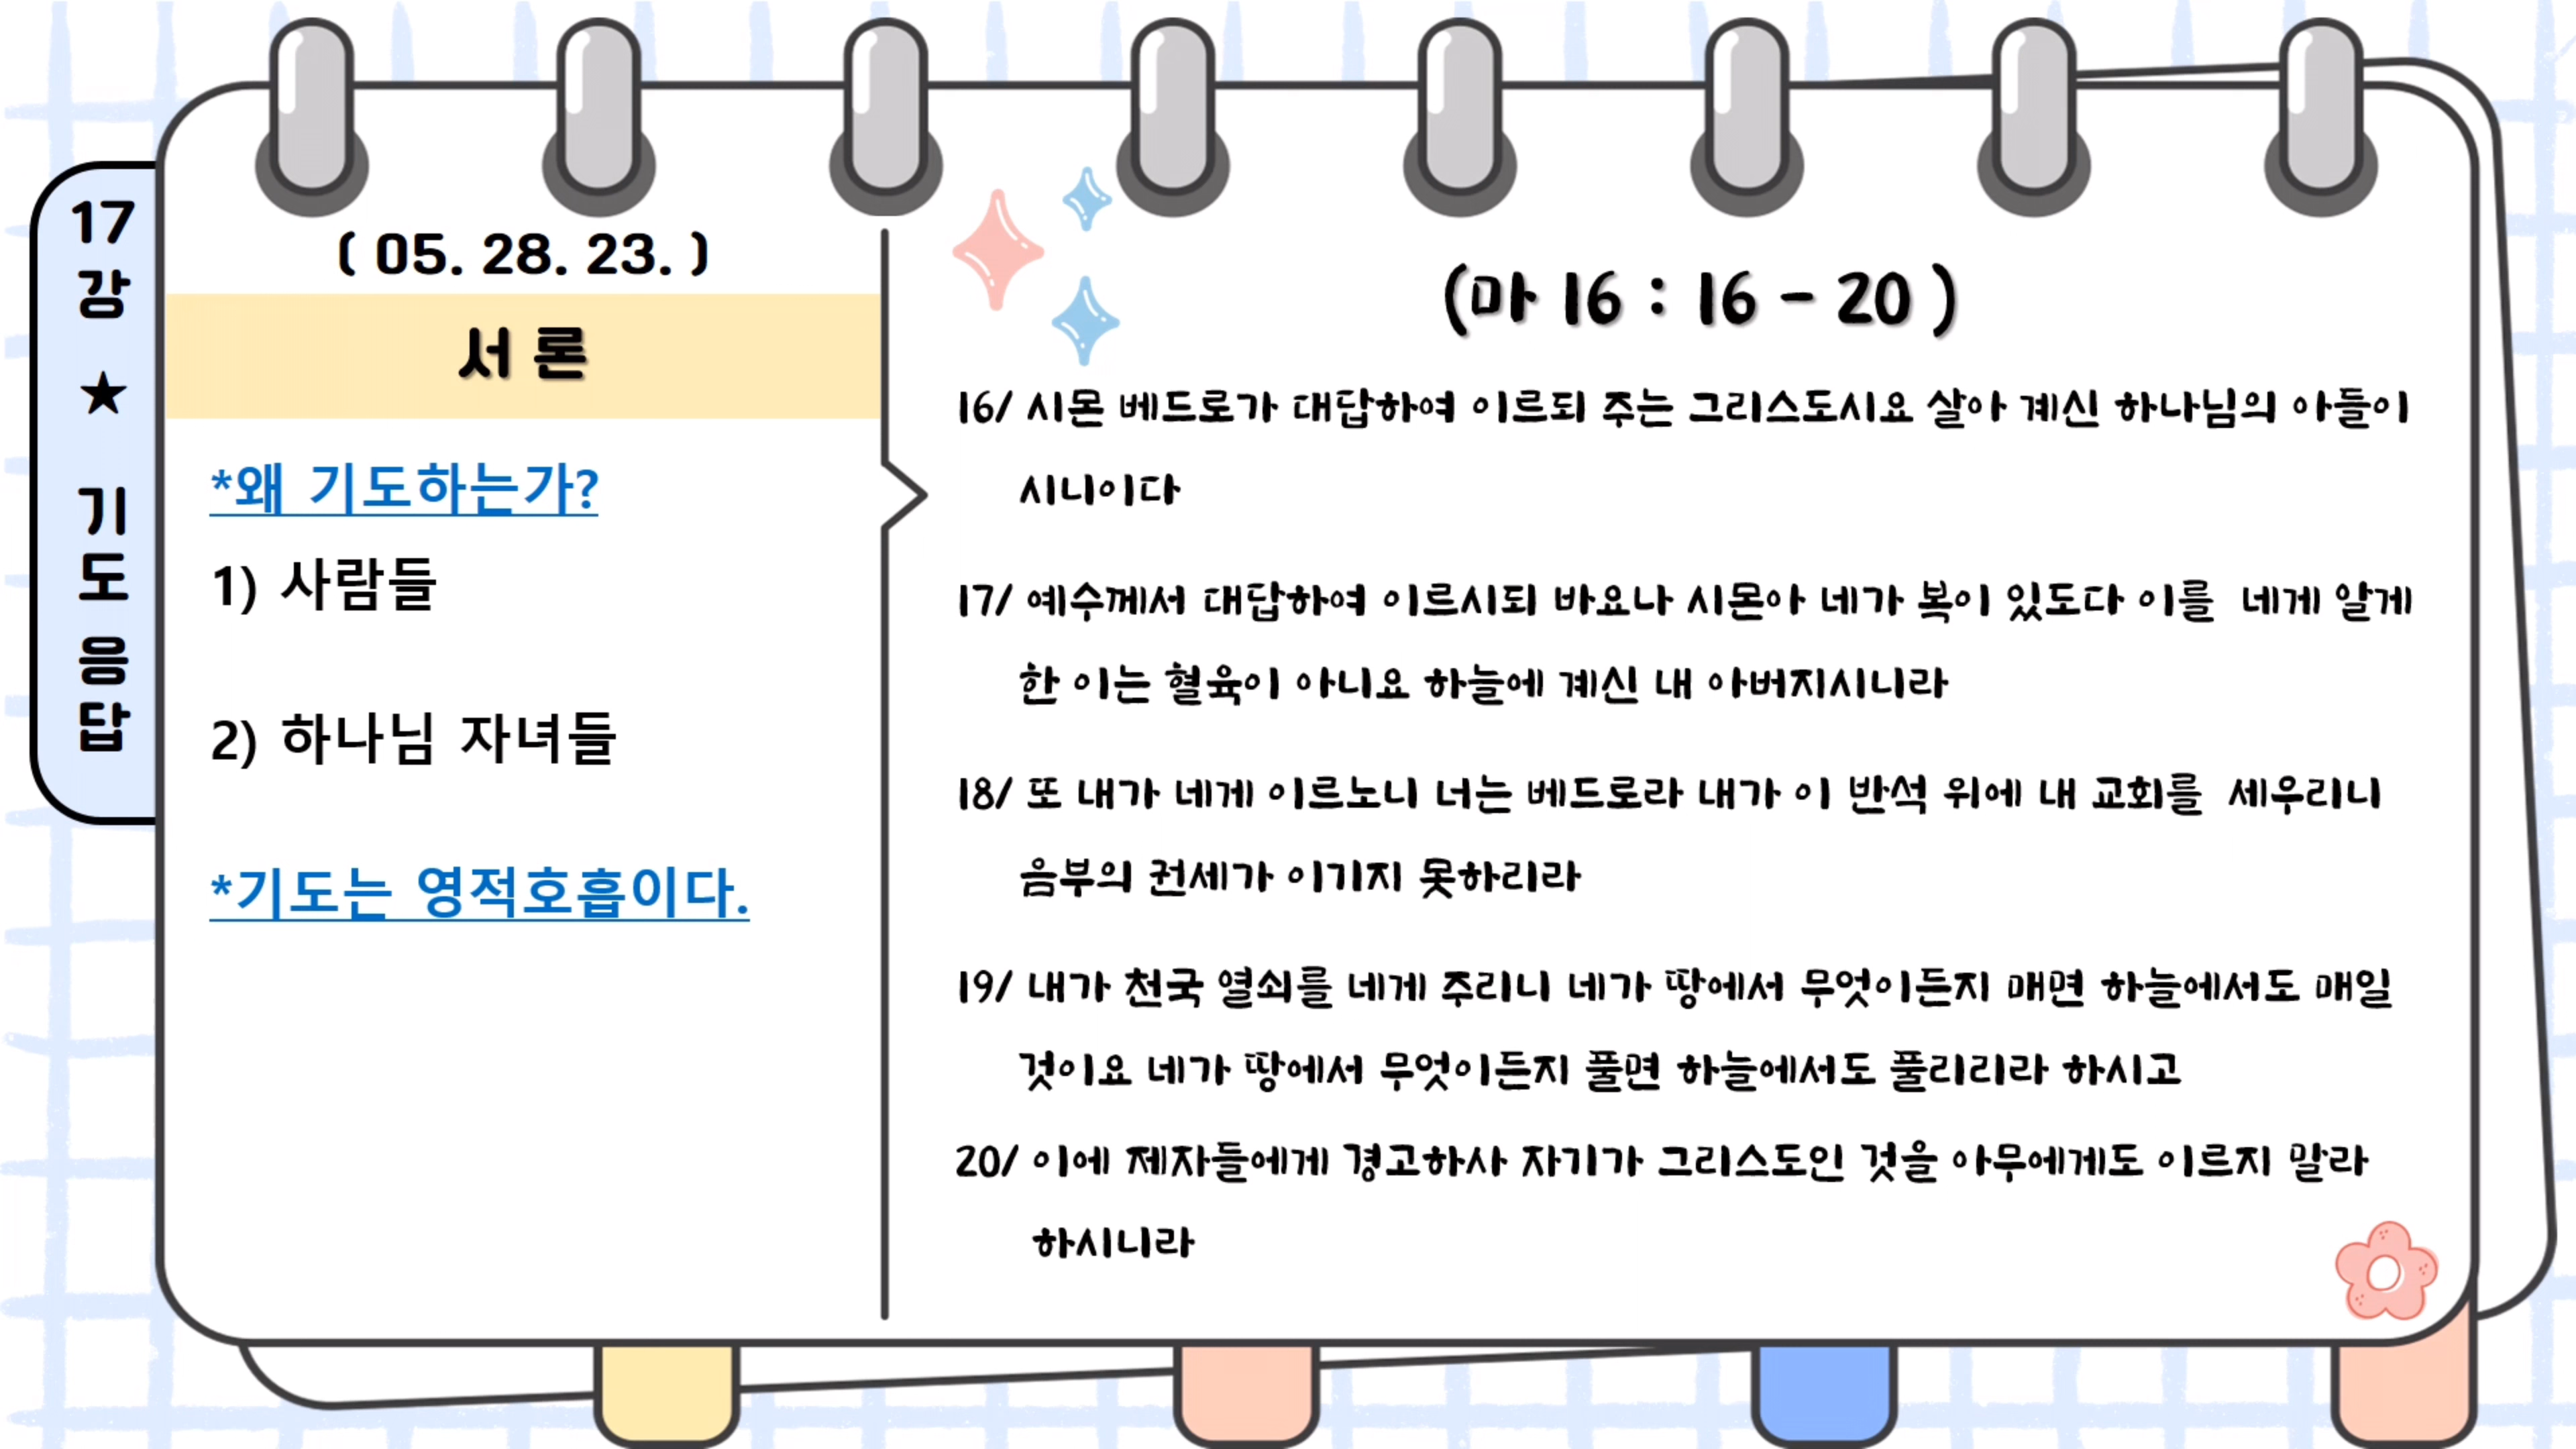 17
강
★
기
도
응
답
( 05. 28. 23. )
서 론
*왜 기도하는가?
1) 사람들
2) 하나님 자녀들
*기도는 영적호흡이다.
(마 16 : 16 - 20 )
16/ 시몬 베드로가 대답하여 이르되 주는 그리스도시요 살아 계신 하나님의 아들이
시니이다
17/ 예수께서 대답하여 이르시되 바요나 시몬아 네가 복이 있도다 이를 네게 알게
한 이는 혈육이 아니요 하늘에 계신 내 아버지시니라
18/ 또 내가 네게 이르노니 너는 베드로라 내가 이 반석 위에 내 교회를 세우리니
음부의 권세가 이기지 못하리라
19/ 내가 천국 열쇠를 네게 주리니 네가 땅에서 무엇이든지 매면 하늘에서도 매일
것이요 네가 땅에서 무엇이든지 풀면 하늘에서도 풀리리라 하시고
20/ 이에 제자들에게 경고하사 자기가 그리스도인 것을 아무에게도 이르지 말라
하시니라